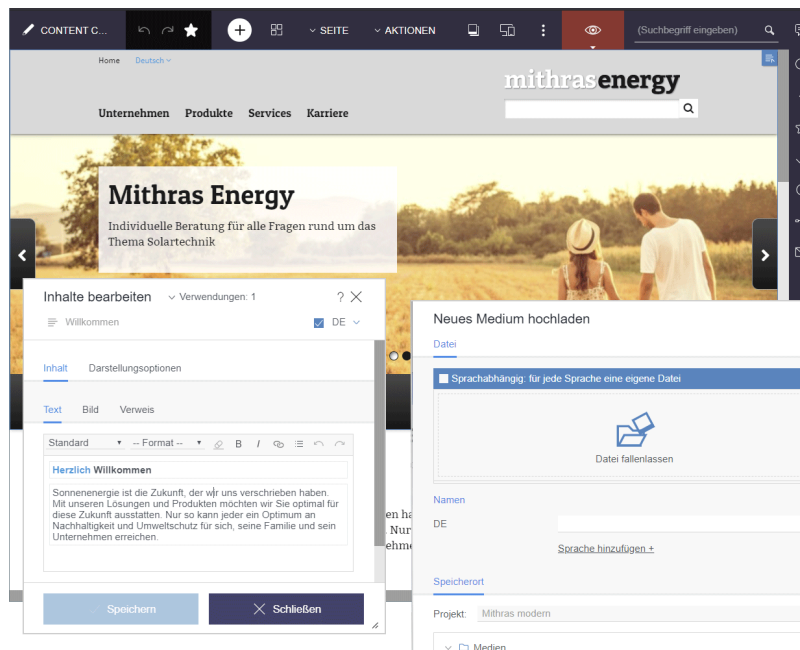 CONTENT C...
SEITE
AKTIONEN
(Suchbegriff eingeben)
Home Deutsch
mithrasenergy
Unternehmen Produkte Services Karriere
Mithras Energy
Individuelle Beratung für alle Fragen rund um das
Thema Solartechnik
Inhalte bearbeiten Verwendungen: 1 ?
Willkommen DE
Inhalt Darstellungsoptionen
Text Bild Verweis
Standard -- Format -- B I
Herzlich Willkommen
Sonnenenergie ist die Zukunft, der wir uns verschrieben haben.
Mit unseren Lösungen und Produkten möchten wir Sie optimal für
diese Zukunft ausstatten. Nur so kann jeder ein Optimum an
Nachhaltigkeit und Umweltschutz für sich, seine Familie und sein
Unternehmen erreichen.
Speichern Schließen
Neues Medium hochladen
Datei
Sprachabhängig: für jede Sprache eine eigene Datei
Datei fallenlassen
Namen
DE
Sprache hinzufügen +
Speicherort
Projekt: Mithras modern
Medien